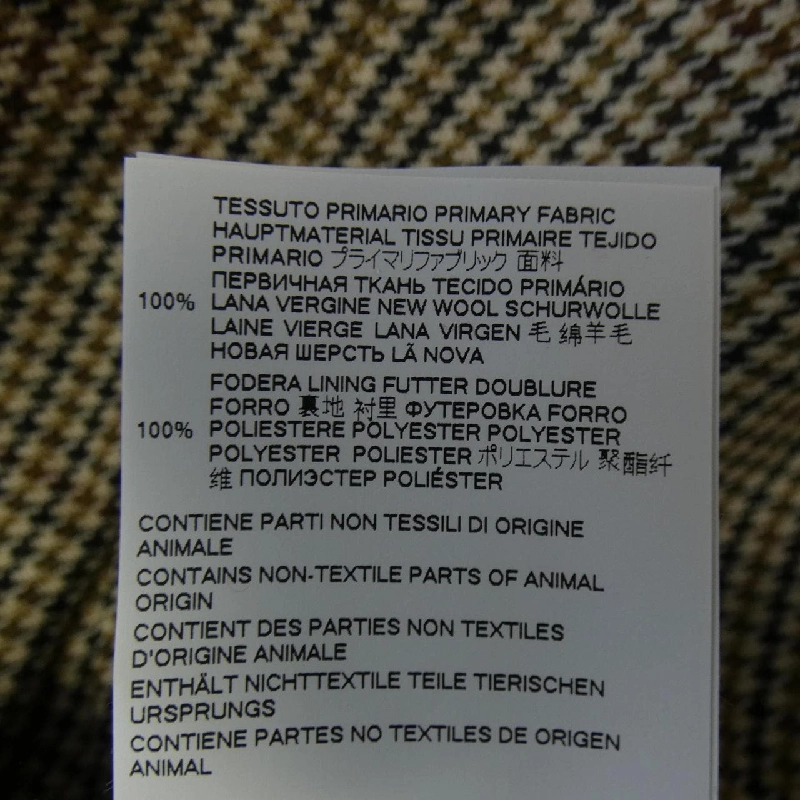 TESSUTO PRIMARIO PRIMARY FABRIC
HAUPTMATERIAL TISSU PRIMAIRE TEJIDO
PRIMARIO プライマリファブリック 面料
ПЕРВИЧНАЯ ТКАНЬ TECIDO PRIMÁRIO
100% LANA VERGINE NEW WOOL SCHURWOLLE
LAINE VIERGE LANA VIRGEN 毛 绵羊毛
НОВАЯ ШЕРСТЬ LÃ NOVA
FODERA LINING FUTTER DOUBLURE
FORRO 裏地 衬里 ФУТЕРОВКА FORRO
100% POLIESTERE POLYESTER POLYESTER
POLYESTER POLIESTER ポリエステル 聚酯纤
维 ПОЛИЭСТЕР POLIÉSTER
CONTIENE PARTI NON TESSILI DI ORIGINE
ANIMALE
CONTAINS NON-TEXTILE PARTS OF ANIMAL
ORIGIN
CONTIENT DES PARTIES NON TEXTILES
D'ORIGINE ANIMALE
ENTHÄLT NICHTTEXTILE TEILE TIERISCHEN
URSPRUNGS
CONTIENE PARTES NO TEXTILES DE ORIGEN
ANIMAL